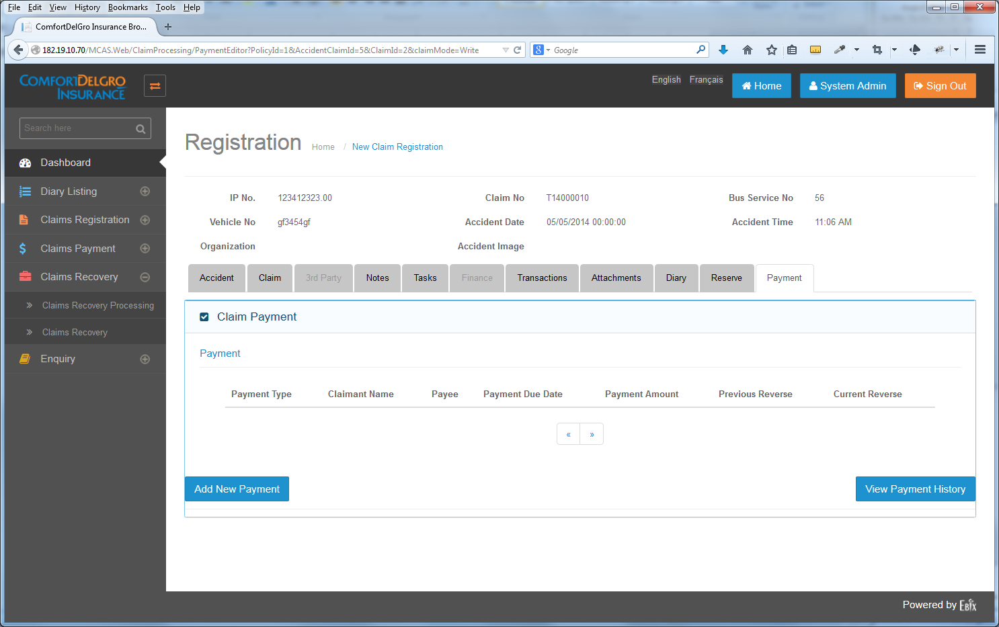 File Edit View History Bookmarks Tools Help
ComfortDelGro Insurance Bro...
182.19.10.70/MCAS.Web/ClaimProcessing/PaymentEditor?PolicyId=1&AccidentClaimId=5&ClaimId=2&claimMode=Write
8 Google
COMFORTDELGRO
INSURANCE
English Français Home System Admin Sign Out
Search here
Dashboard
Diary Listing
Claims Registration
Claims Payment
Claims Recovery
Claims Recovery Processing
Claims Recovery
Enquiry
Registration Home / New Claim Registration
IP No. 123412323.00 Claim No T14000010 Bus Service No 56
Vehicle No gf3454gf Accident Date 05/05/2014 00:00:00 Accident Time 11:06 AM
Organization Accident Image
Accident Claim 3rd Party Notes Tasks Finance Transactions Attachments Diary Reserve Payment
Claim Payment
Payment
Payment Type Claimant Name Payee Payment Due Date Payment Amount Previous Reverse Current Reverse
« »
Add New Payment View Payment History
Powered by Ebix